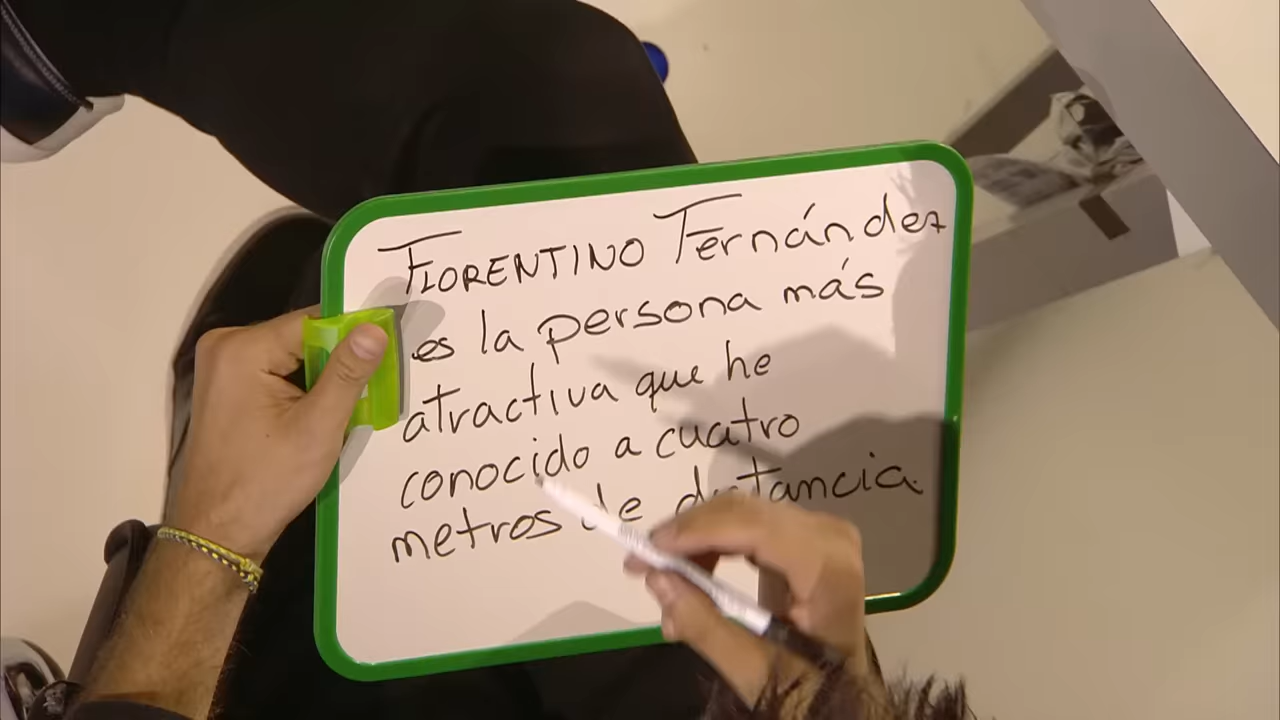 FLORENTINO Fernández
es la persona más
atractiva que he
conocido a cuatro
metros de distancia.